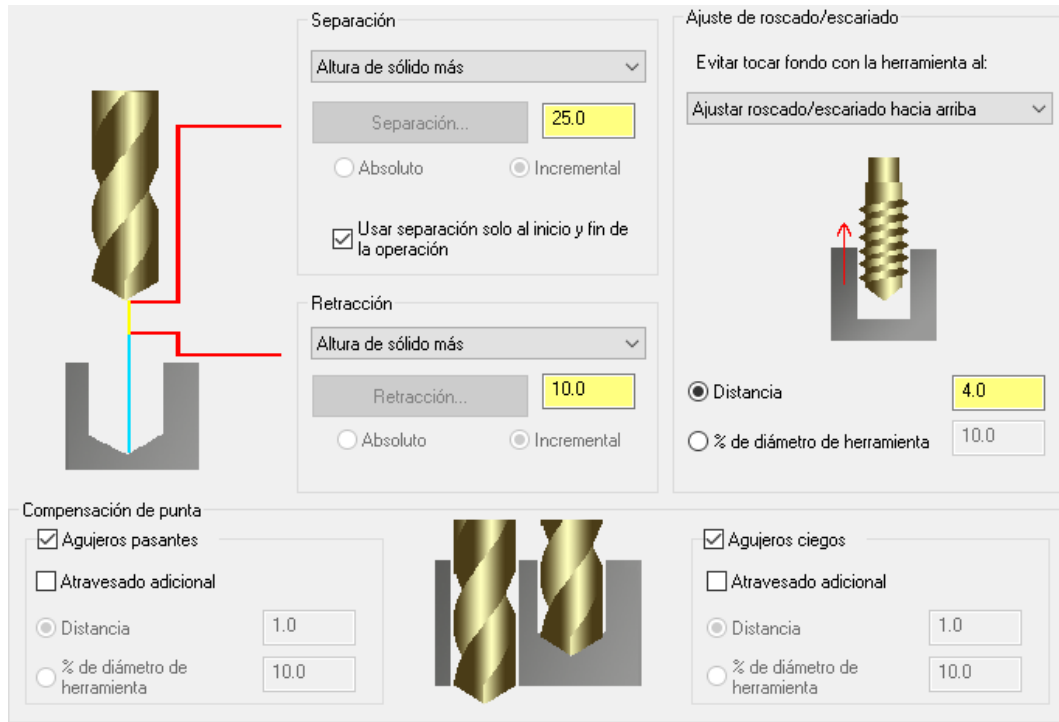 Separación
Altura de sólido más
Separación...
25.0
Absoluto
Incremental
Usar separación solo al inicio y fin de
la operación
Retracción
Altura de sólido más
Retracción...
10.0
Absoluto
Incremental
Ajuste de roscado/escariado
Evitar tocar fondo con la herramienta al:
Ajustar roscado/escariado hacia arriba
Distancia
4.0
% de diámetro de herramienta
10.0
Compensación de punta
Agujeros pasantes
Atravesado adicional
Distancia
1.0
% de diámetro de
herramienta
10.0
Agujeros ciegos
Atravesado adicional
Distancia
1.0
% de diámetro de
herramienta
10.0